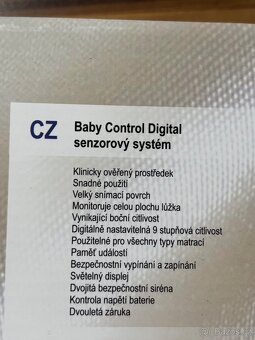 CZ
Baby Control Digital
senzorový systém
Klinicky ověřený prostředek
Snadné použití
Velký snímací povrch
Monitoruje celou plochu lůžka
Vynikající boční citlivost
Digitálně nastavitelná 9 stupňová citlivost
Použitelné pro všechny typy matrací
Paměť událostí
Bezpečnostní vypínání a zapínání
Světelný displej
Dvojitá bezpečnostní siréna
Kontrola napětí baterie
Dvouletá záruka